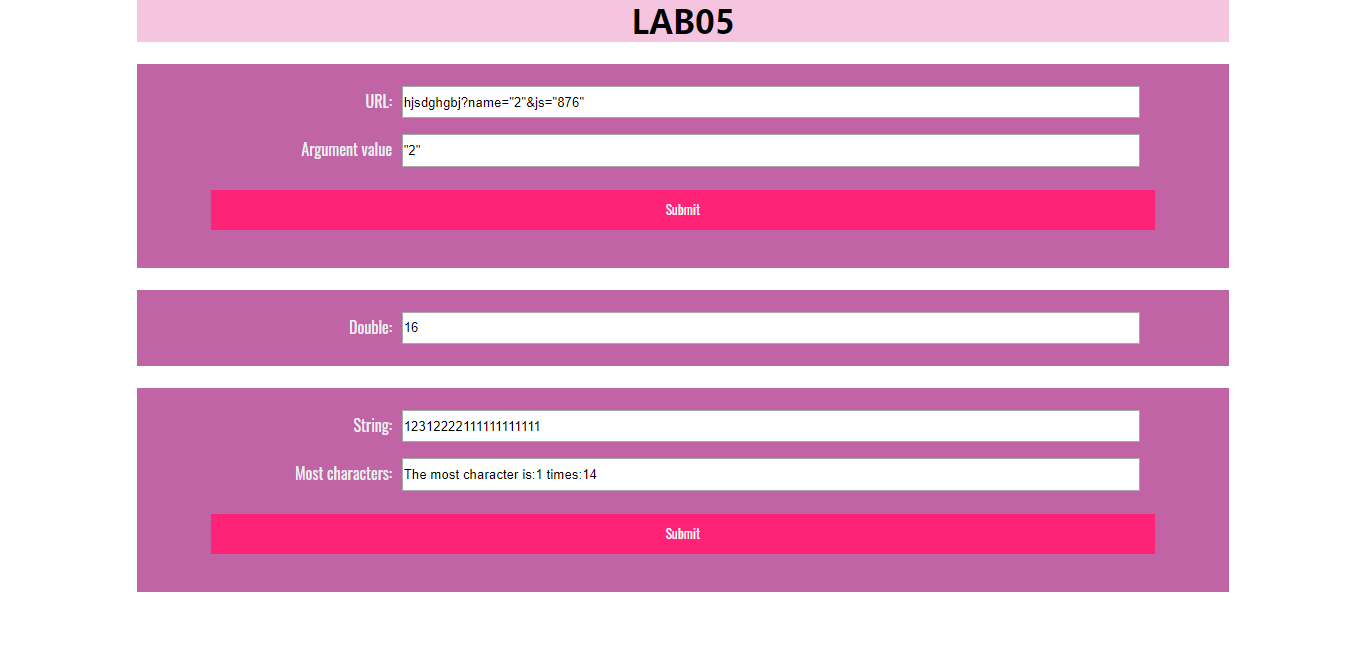 LAB05
URL: hjsdghgbj?name="2"&js="876"
Argument value "2"
Submit
Double: 16
String: 12312222111111111111
Most characters: The most character is:1 times:14
Submit